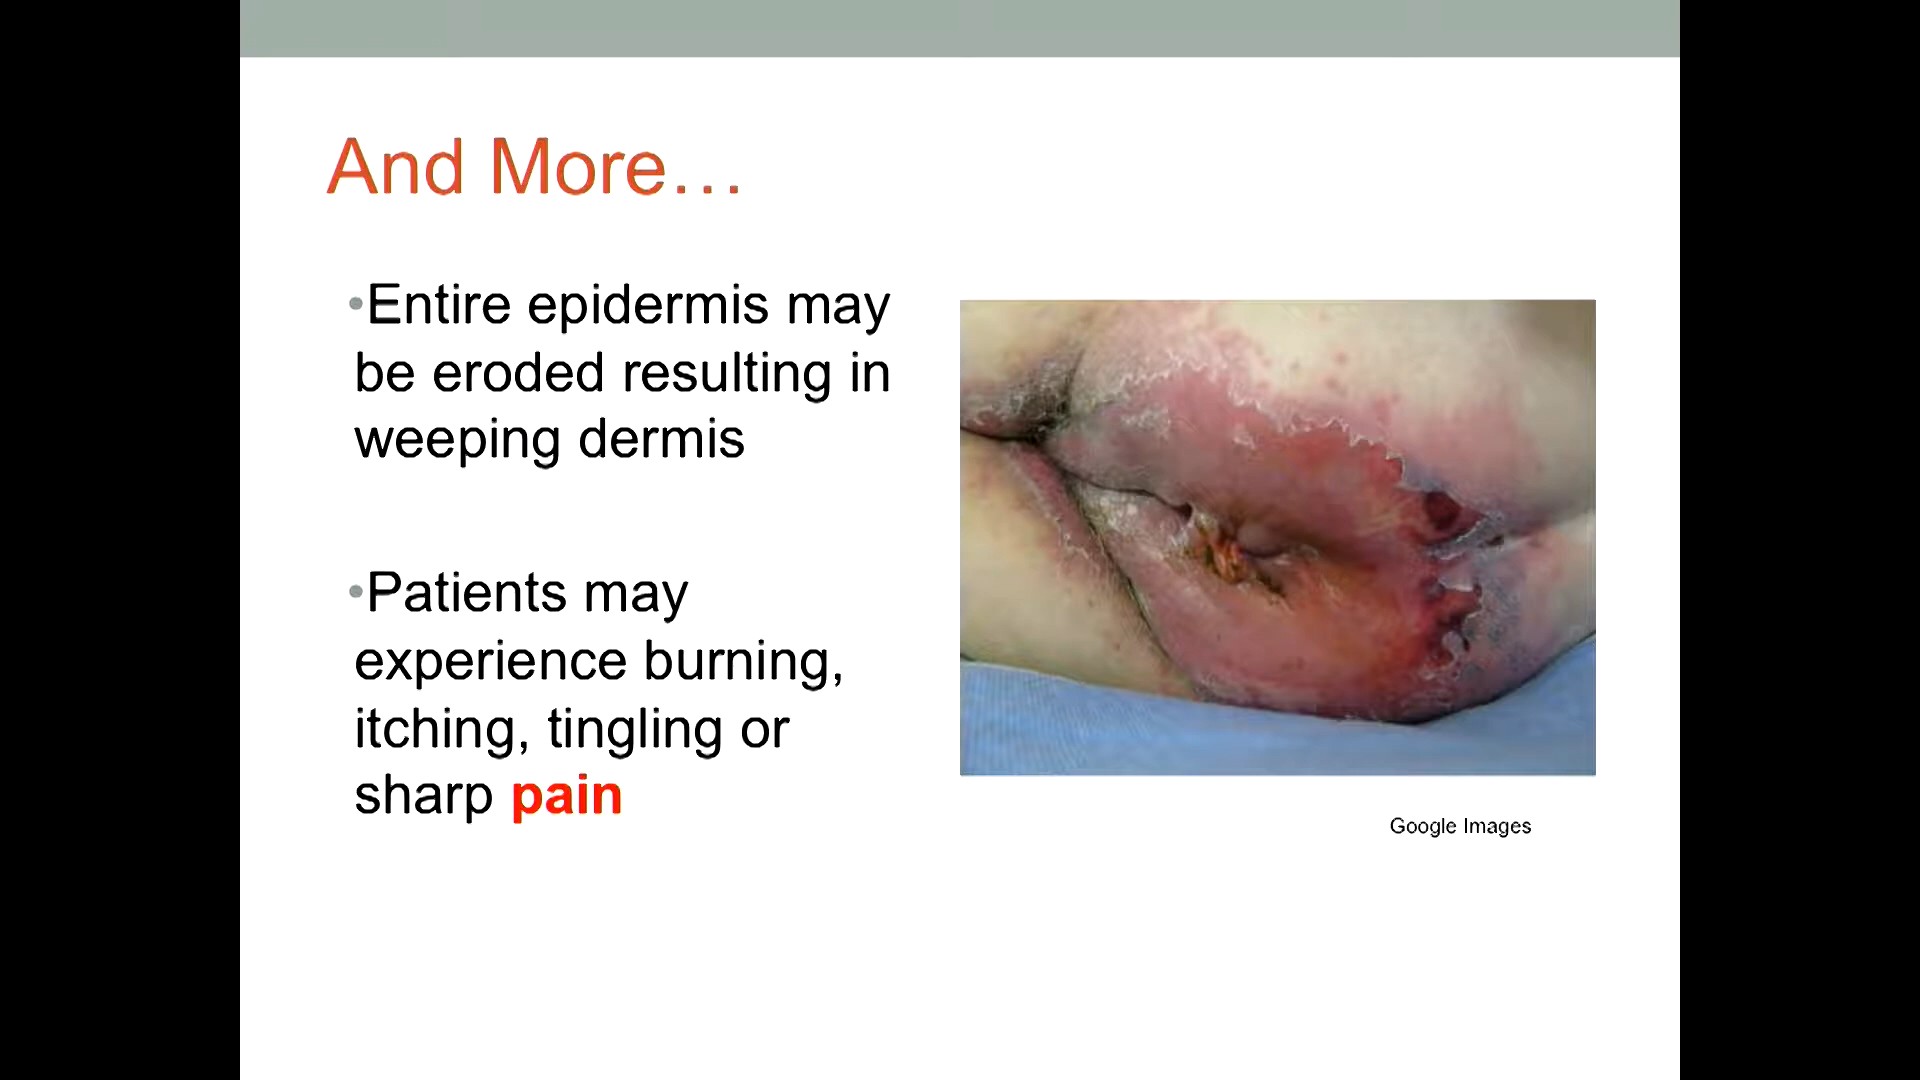 And More…
•Entire epidermis may
be eroded resulting in
weeping dermis
•Patients may
experience burning,
itching, tingling or
sharp pain
Google Images